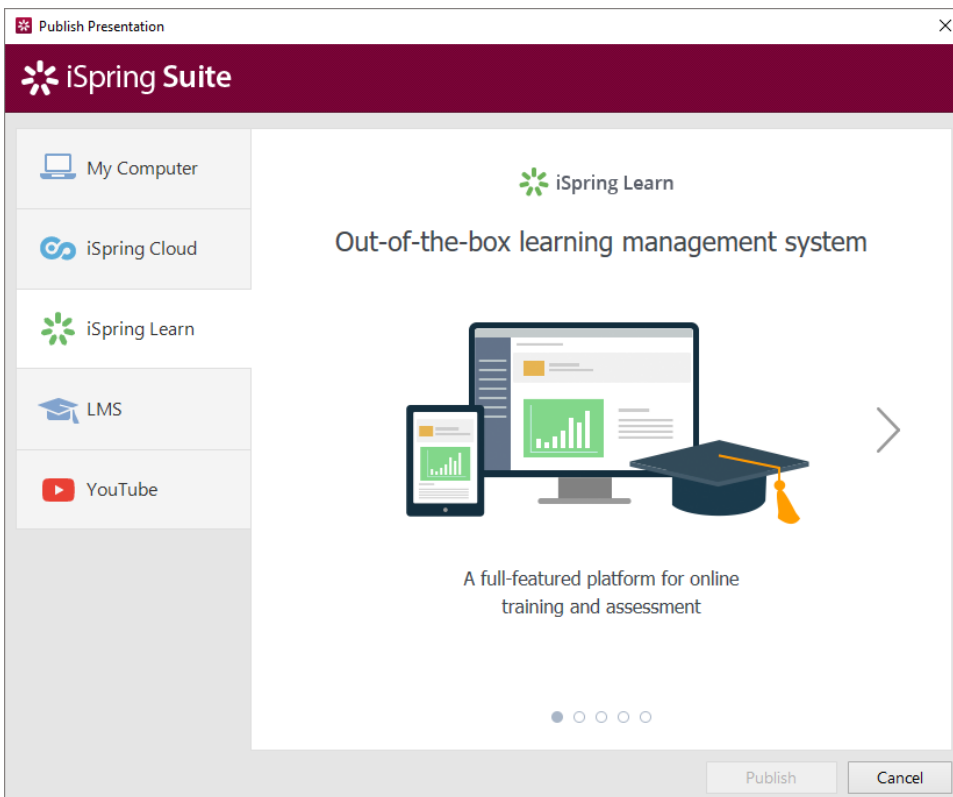 Publish Presentation
iSpring Suite
My Computer
iSpring Cloud
iSpring Learn
LMS
YouTube
iSpring Learn
Out-of-the-box learning management system
A full-featured platform for online
training and assessment
Publish
Cancel